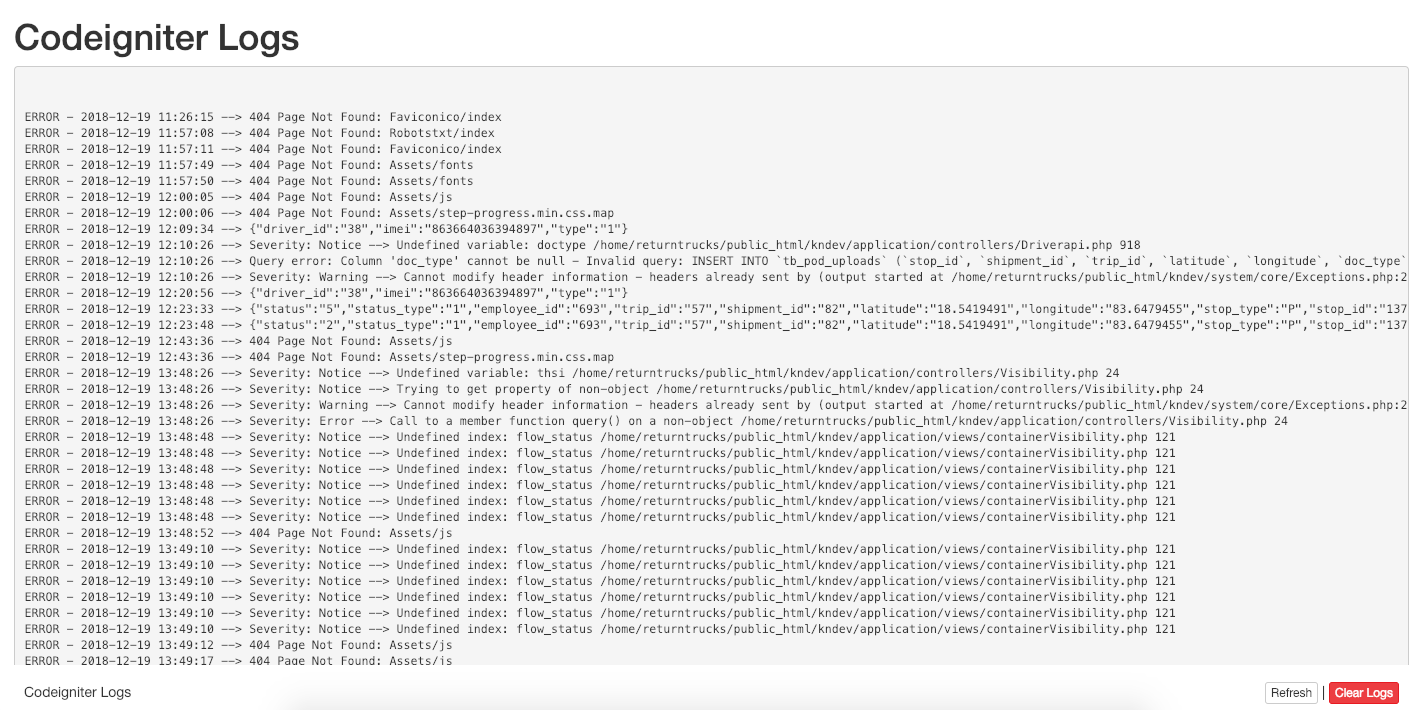 Codeigniter Logs
ERROR - 2018-12-19 11:26:15 --> 404 Page Not Found: Faviconico/index
ERROR - 2018-12-19 11:57:08 --> 404 Page Not Found: Robotstxt/index
ERROR - 2018-12-19 11:57:11 --> 404 Page Not Found: Faviconico/index
ERROR - 2018-12-19 11:57:49 --> 404 Page Not Found: Assets/fonts
ERROR - 2018-12-19 11:57:50 --> 404 Page Not Found: Assets/fonts
ERROR - 2018-12-19 12:00:05 --> 404 Page Not Found: Assets/js
ERROR - 2018-12-19 12:00:06 --> 404 Page Not Found: Assets/step-progress.min.css.map
ERROR - 2018-12-19 12:09:34 --> {"driver_id":"38","imei":"863664036394897","type":"1"}
ERROR - 2018-12-19 12:10:26 --> Severity: Notice --> Undefined variable: doctype /home/returntrucks/public_html/kndev/application/controllers/Driverapi.php 918
ERROR - 2018-12-19 12:10:26 --> Query error: Column 'doc_type' cannot be null - Invalid query: INSERT INTO `tb_pod_uploads` (`stop_id`, `shipment_id`, `trip_id`, `latitude`, `longitude`, `doc_type`
ERROR - 2018-12-19 12:10:26 --> Severity: Warning --> Cannot modify header information - headers already sent by (output started at /home/returntrucks/public_html/kndev/system/core/Exceptions.php:2
ERROR - 2018-12-19 12:20:56 --> {"driver_id":"38","imei":"863664036394897","type":"1"}
ERROR - 2018-12-19 12:23:33 --> {"status":"5","status_type":"1","employee_id":"693","trip_id":"57","shipment_id":"82","latitude":"18.5419491","longitude":"83.6479455","stop_type":"P","stop_id":"137
ERROR - 2018-12-19 12:23:48 --> {"status":"2","status_type":"1","employee_id":"693","trip_id":"57","shipment_id":"82","latitude":"18.5419491","longitude":"83.6479455","stop_type":"P","stop_id":"137
ERROR - 2018-12-19 12:43:36 --> 404 Page Not Found: Assets/js
ERROR - 2018-12-19 12:43:36 --> 404 Page Not Found: Assets/step-progress.min.css.map
ERROR - 2018-12-19 13:48:26 --> Severity: Notice --> Undefined variable: thsi /home/returntrucks/public_html/kndev/application/controllers/Visibility.php 24
ERROR - 2018-12-19 13:48:26 --> Severity: Notice --> Trying to get property of non-object /home/returntrucks/public_html/kndev/application/controllers/Visibility.php 24
ERROR - 2018-12-19 13:48:26 --> Severity: Warning --> Cannot modify header information - headers already sent by (output started at /home/returntrucks/public_html/kndev/system/core/Exceptions.php:2
ERROR - 2018-12-19 13:48:26 --> Severity: Error --> Call to a member function query() on a non-object /home/returntrucks/public_html/kndev/application/controllers/Visibility.php 24
ERROR - 2018-12-19 13:48:48 --> Severity: Notice --> Undefined index: flow_status /home/returntrucks/public_html/kndev/application/views/containerVisibility.php 121
ERROR - 2018-12-19 13:48:48 --> Severity: Notice --> Undefined index: flow_status /home/returntrucks/public_html/kndev/application/views/containerVisibility.php 121
ERROR - 2018-12-19 13:48:48 --> Severity: Notice --> Undefined index: flow_status /home/returntrucks/public_html/kndev/application/views/containerVisibility.php 121
ERROR - 2018-12-19 13:48:48 --> Severity: Notice --> Undefined index: flow_status /home/returntrucks/public_html/kndev/application/views/containerVisibility.php 121
ERROR - 2018-12-19 13:48:48 --> Severity: Notice --> Undefined index: flow_status /home/returntrucks/public_html/kndev/application/views/containerVisibility.php 121
ERROR - 2018-12-19 13:48:48 --> Severity: Notice --> Undefined index: flow_status /home/returntrucks/public_html/kndev/application/views/containerVisibility.php 121
ERROR - 2018-12-19 13:48:52 --> 404 Page Not Found: Assets/js
ERROR - 2018-12-19 13:49:10 --> Severity: Notice --> Undefined index: flow_status /home/returntrucks/public_html/kndev/application/views/containerVisibility.php 121
ERROR - 2018-12-19 13:49:10 --> Severity: Notice --> Undefined index: flow_status /home/returntrucks/public_html/kndev/application/views/containerVisibility.php 121
ERROR - 2018-12-19 13:49:10 --> Severity: Notice --> Undefined index: flow_status /home/returntrucks/public_html/kndev/application/views/containerVisibility.php 121
ERROR - 2018-12-19 13:49:10 --> Severity: Notice --> Undefined index: flow_status /home/returntrucks/public_html/kndev/application/views/containerVisibility.php 121
ERROR - 2018-12-19 13:49:10 --> Severity: Notice --> Undefined index: flow_status /home/returntrucks/public_html/kndev/application/views/containerVisibility.php 121
ERROR - 2018-12-19 13:49:10 --> Severity: Notice --> Undefined index: flow_status /home/returntrucks/public_html/kndev/application/views/containerVisibility.php 121
ERROR - 2018-12-19 13:49:12 --> 404 Page Not Found: Assets/js
ERROR - 2018-12-19 13:49:17 --> 404 Page Not Found: Assets/js
Codeigniter Logs
Refresh | Clear Logs